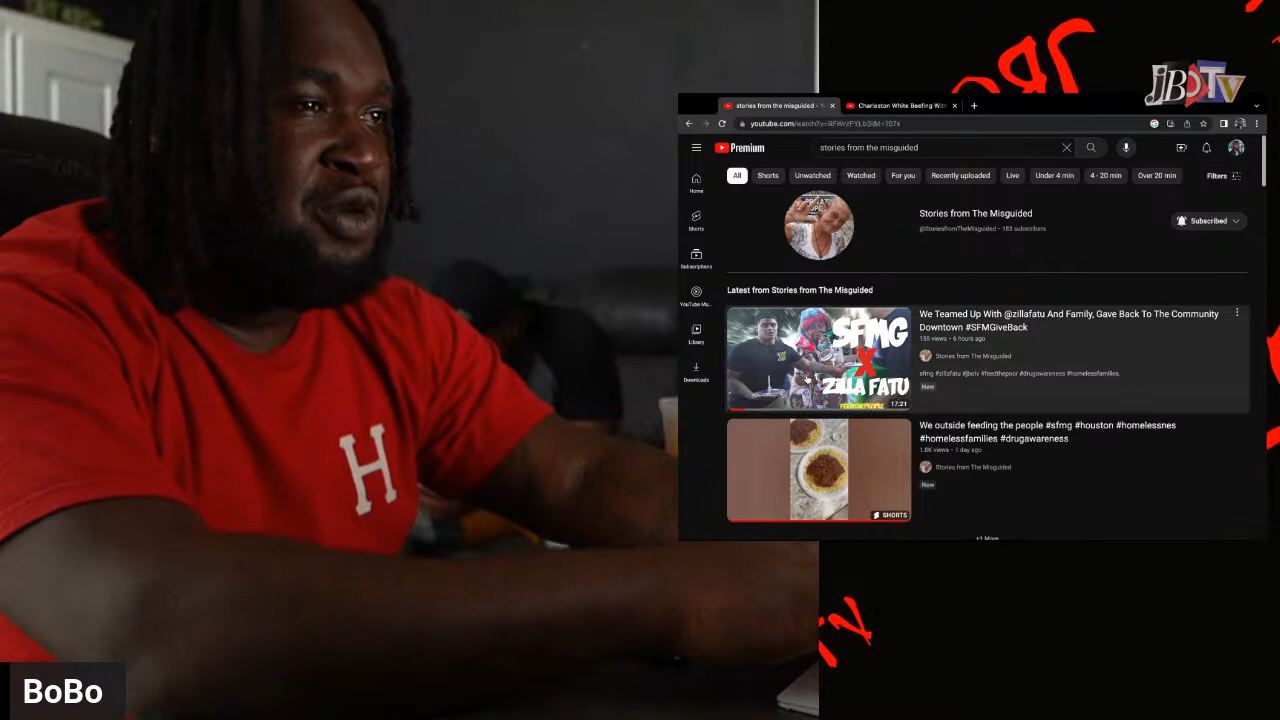 JBOTV
stories from the misguided - Y
Charleston White Beefing With
stories from the misguided
Premium
All
Shorts
Unwatched
Watched
For you
Recently uploaded
Live
Under 4 min
4 - 20 min
Over 20 min
Filters
Home
Shorts
Subscriptions
YouTube Mu...
Library
Downloads
Stories from The Misguided
@StoriesfromTheMisguided • 183 subscribers
Subscribed
Latest from Stories from The Misguided
SFMG
X
ZILLA FATU
17:21
We Teamed Up With @zillafatu And Family, Gave Back To The Community
Downtown #SFMGiveBack
155 views • 6 hours ago
Stories from The Misguided
sfmg #zillafatu #jbotv #feedthepoor #drugawareness #homelessfamilies.
New
We outside feeding the people #sfmg #houston #homelessnes
#homelessfamilies #drugawareness
1.8K views • 1 day ago
Stories from The Misguided
New
SHORTS
+1 More
H
BoBo